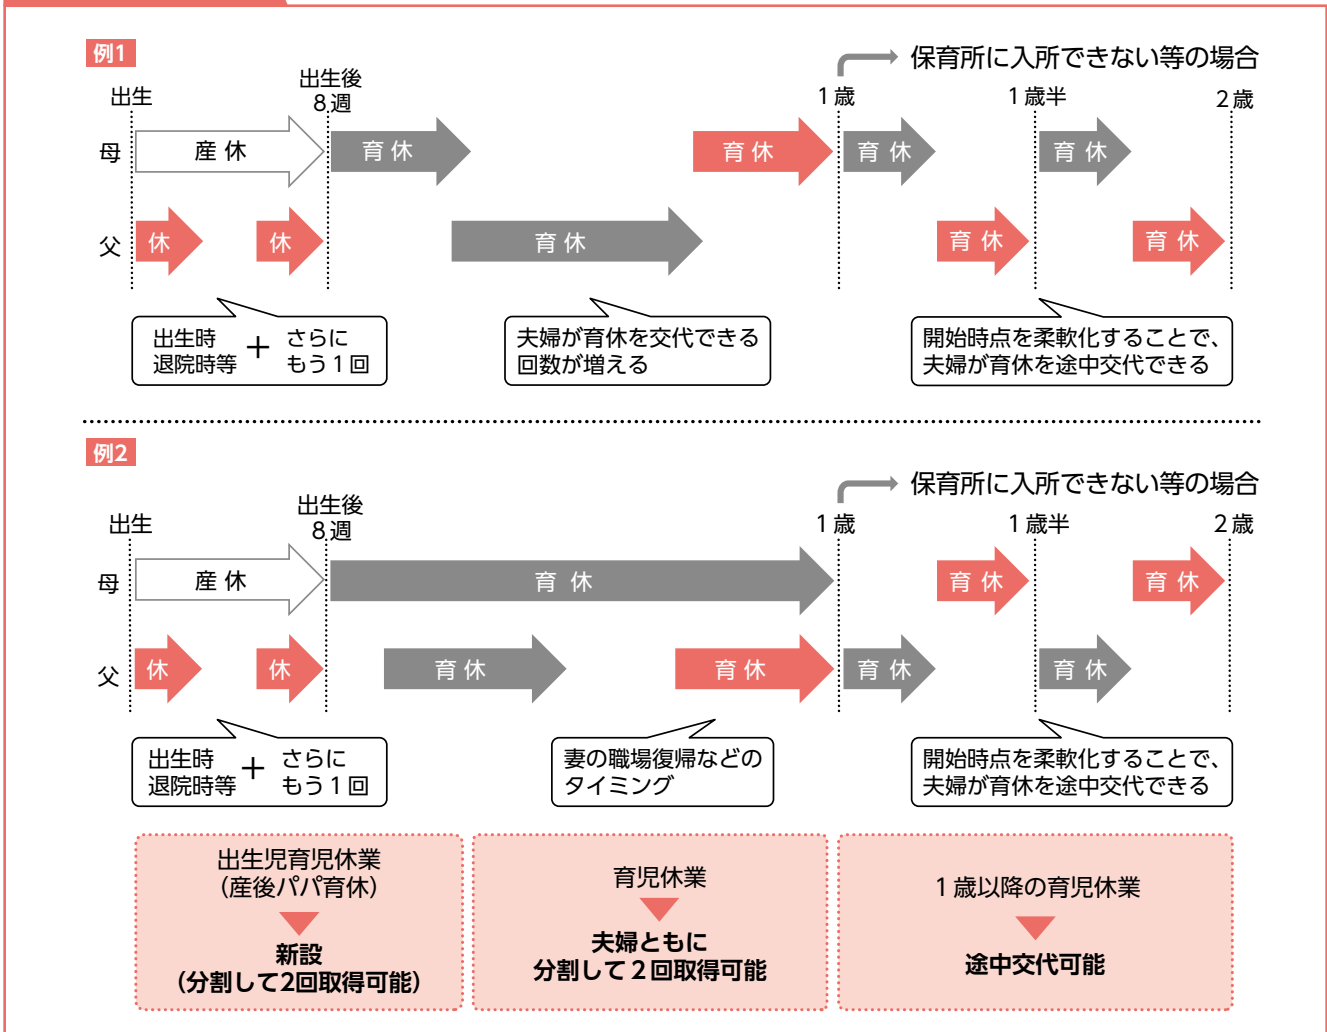 例1
保育所に入所できない等の場合
出生
出生後
8週
1歳
1歳半
2歳
母
産休
育休
育休
育休
育休
父
休
休
育休
育休
育休
出生時
退院時等
＋
さらに
もう1回
夫婦が育休を交代できる
回数が増える
開始時点を柔軟化することで、
夫婦が育休を途中交代できる
例2
保育所に入所できない等の場合
出生
出生後
8週
1歳
1歳半
2歳
母
産休
育休
育休
育休
父
休
休
育休
育休
育休
育休
出生時
退院時等
＋
さらに
もう1回
妻の職場復帰などの
タイミング
開始時点を柔軟化することで、
夫婦が育休を途中交代できる
出生児育児休業
（産後パパ育休）
新設
（分割して2回取得可能）
育児休業
夫婦ともに
分割して2回取得可能
1歳以降の育児休業
途中交代可能